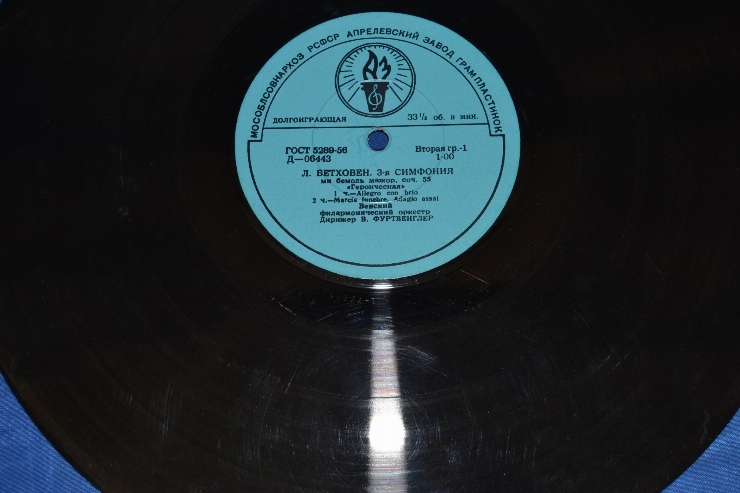 МОСОБЛСОВНАРХОЗ РСФСР АПРЕЛЕВСКИЙ ЗАВОД ГРАМПЛАСТИНОК
АЗ
ДОЛГОИГРАЮЩАЯ 33⅓ об. в мин.
ГОСТ 5289-56 Вторая гр.-1
Д—06443 1-00
Л. БЕТХОВЕН. 3-я СИМФОНИЯ
ми бемоль мажор, соч. 55
«Героическая»
1 ч.—Allegro con brio
2 ч.—Marcia funebre. Adagio assai
Венский
филармонический оркестр
Дирижер В. ФУРТВЕНГЛЕР